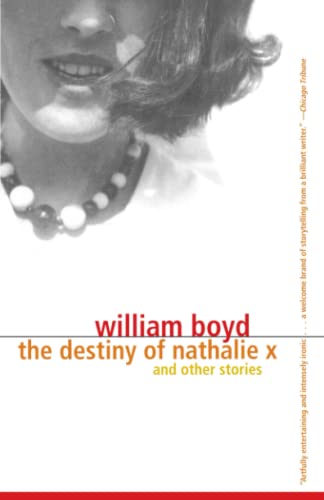 william boyd
the destiny of nathalie x
and other stories
"Artfully entertaining and intensely ironic . . . a welcome brand of storytelling from a brilliant writer." —Chicago Tribune